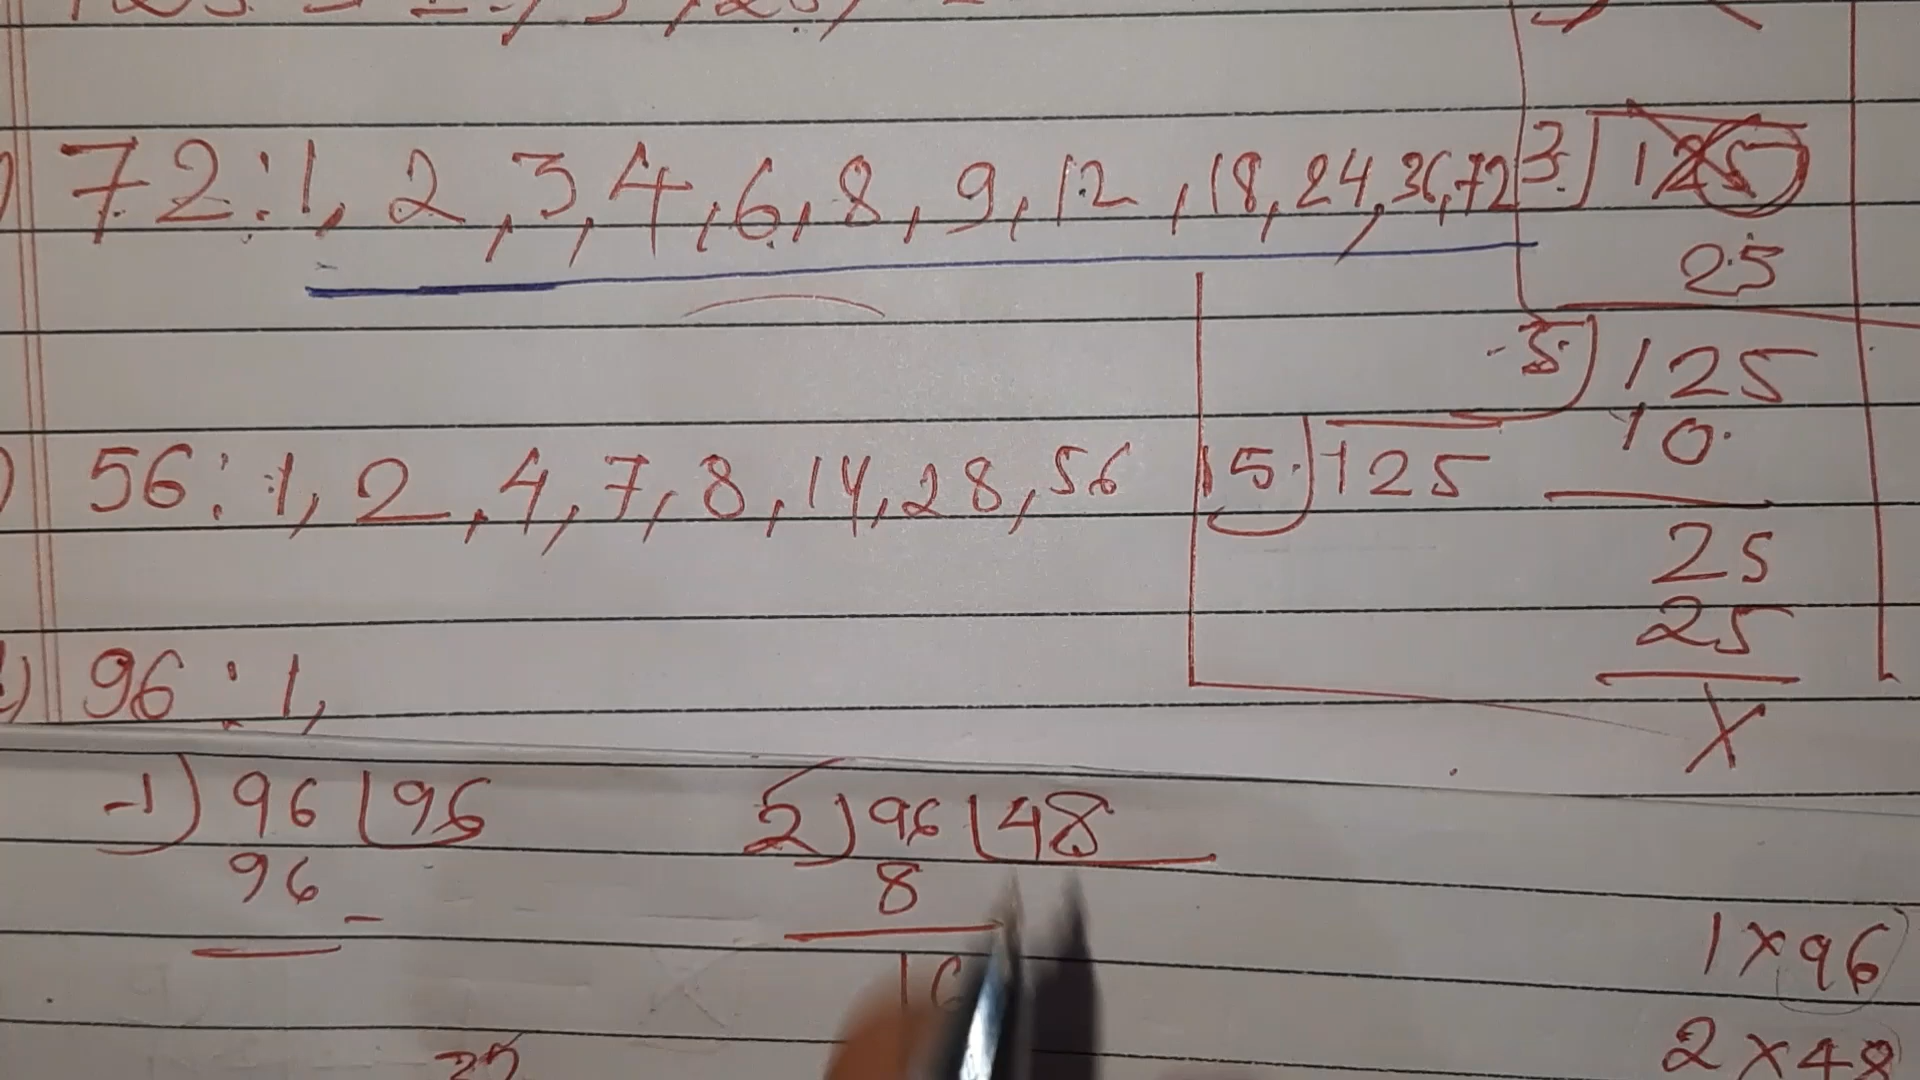 72 : 1, 2, 3, 4, 6, 8, 9, 12, 18, 24, 36, 72
3) 125
25
5) 125
10
25
25
X
56 : 1, 2, 4, 7, 8, 14, 28, 56
15) 125
96 : 1,
1) 96 | 96
96
2) 96 | 48
8
16
1 x 96
2 x 48